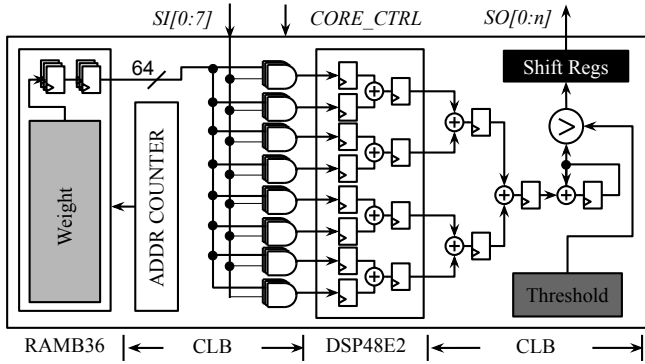 SI[0:7] CORE_CTRL SO[0:n]
Shift Regs
64
>
Weight
ADDR COUNTER
Threshold
RAMB36 CLB DSP48E2 CLB